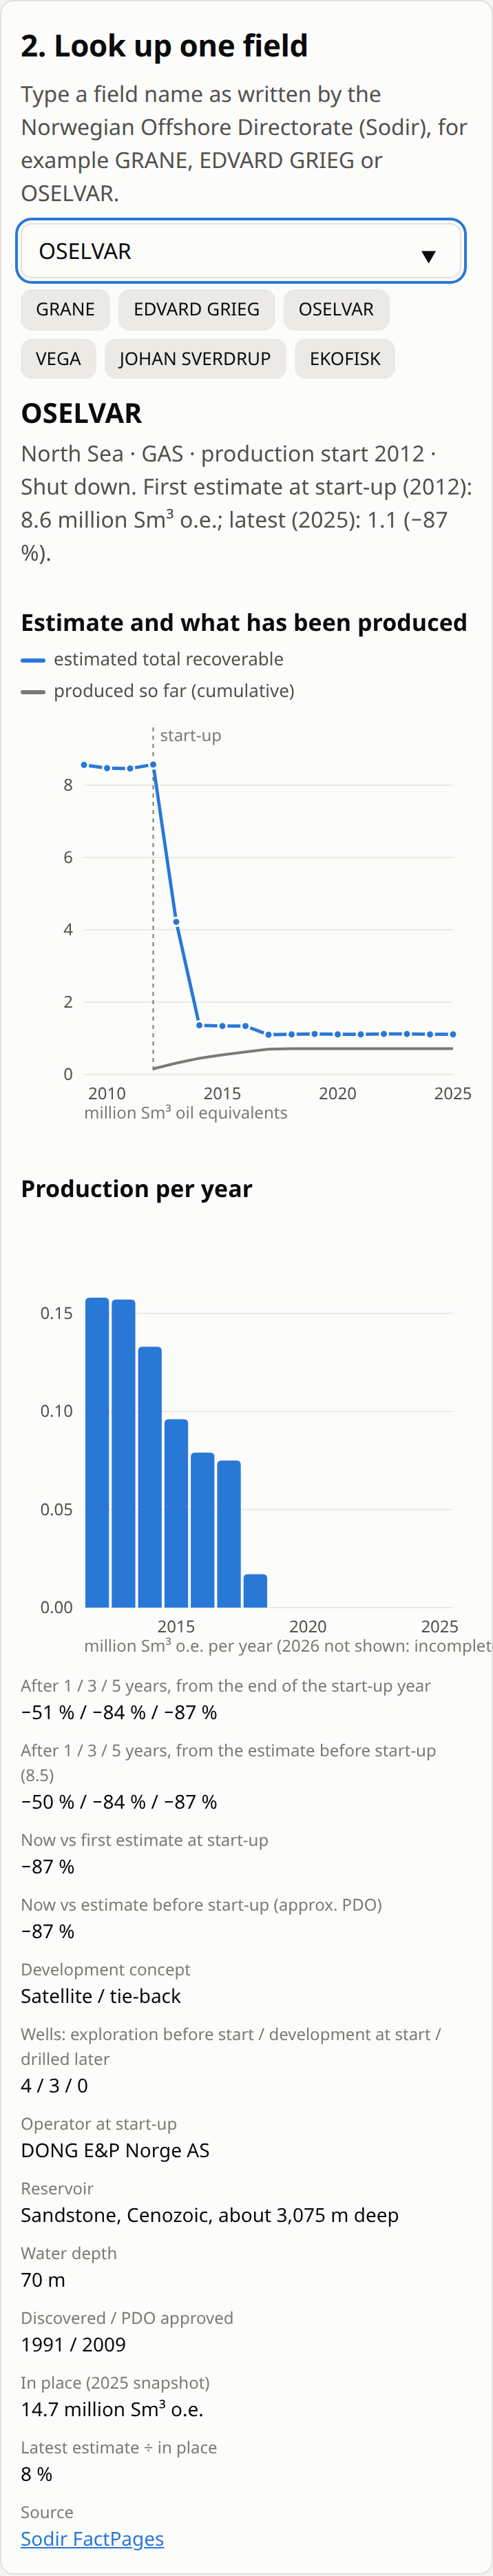 2. Look up one field
Type a field name as written by the
Norwegian Offshore Directorate (Sodir), for
example GRANE, EDVARD GRIEG or
OSELVAR.
OSELVAR ▼
GRANE EDVARD GRIEG OSELVAR
VEGA JOHAN SVERDRUP EKOFISK
OSELVAR
North Sea · GAS · production start 2012 ·
Shut down. First estimate at start-up (2012):
8.6 million Sm³ o.e.; latest (2025): 1.1 (−87
%).
Estimate and what has been produced
estimated total recoverable
produced so far (cumulative)
start-up
8
6
4
2
0
2010 2015 2020 2025
million Sm³ oil equivalents
Production per year
0.15
0.10
0.05
0.00
2015 2020 2025
million Sm³ o.e. per year (2026 not shown: incomplet
After 1 / 3 / 5 years, from the end of the start-up year
−51 % / −84 % / −87 %
After 1 / 3 / 5 years, from the estimate before start-up
(8.5)
−50 % / −84 % / −87 %
Now vs first estimate at start-up
−87 %
Now vs estimate before start-up (approx. PDO)
−87 %
Development concept
Satellite / tie-back
Wells: exploration before start / development at start /
drilled later
4 / 3 / 0
Operator at start-up
DONG E&P Norge AS
Reservoir
Sandstone, Cenozoic, about 3,075 m deep
Water depth
70 m
Discovered / PDO approved
1991 / 2009
In place (2025 snapshot)
14.7 million Sm³ o.e.
Latest estimate ÷ in place
8 %
Source
Sodir FactPages